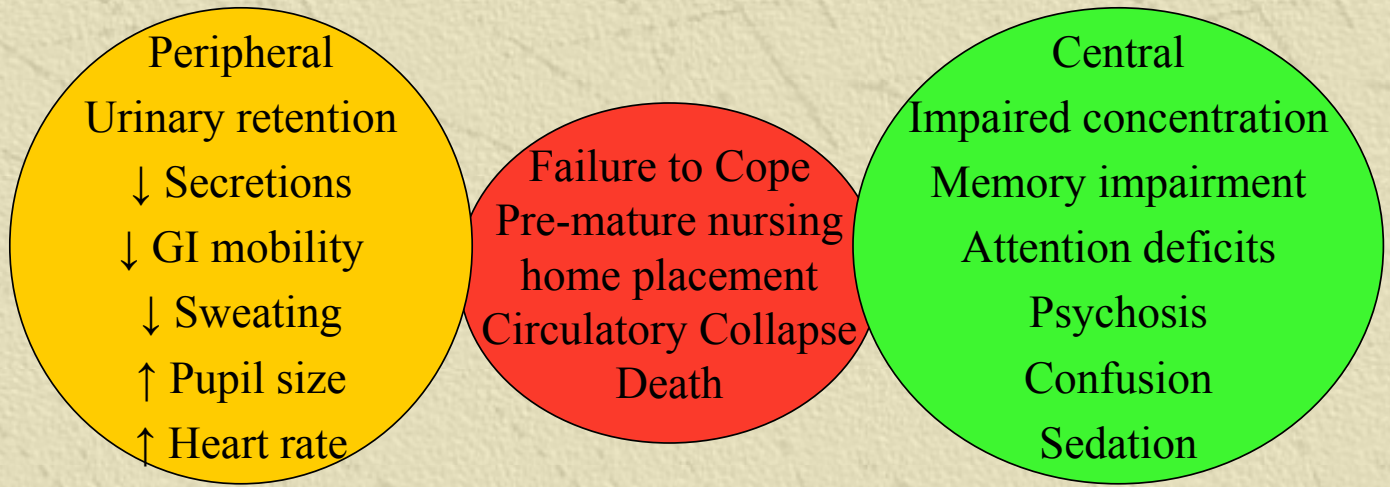 Peripheral
Urinary retention
↓ Secretions
↓ GI mobility
↓ Sweating
↑ Pupil size
↑ Heart rate
Failure to Cope
Pre-mature nursing
home placement
Circulatory Collapse
Death
Central
Impaired concentration
Memory impairment
Attention deficits
Psychosis
Confusion
Sedation